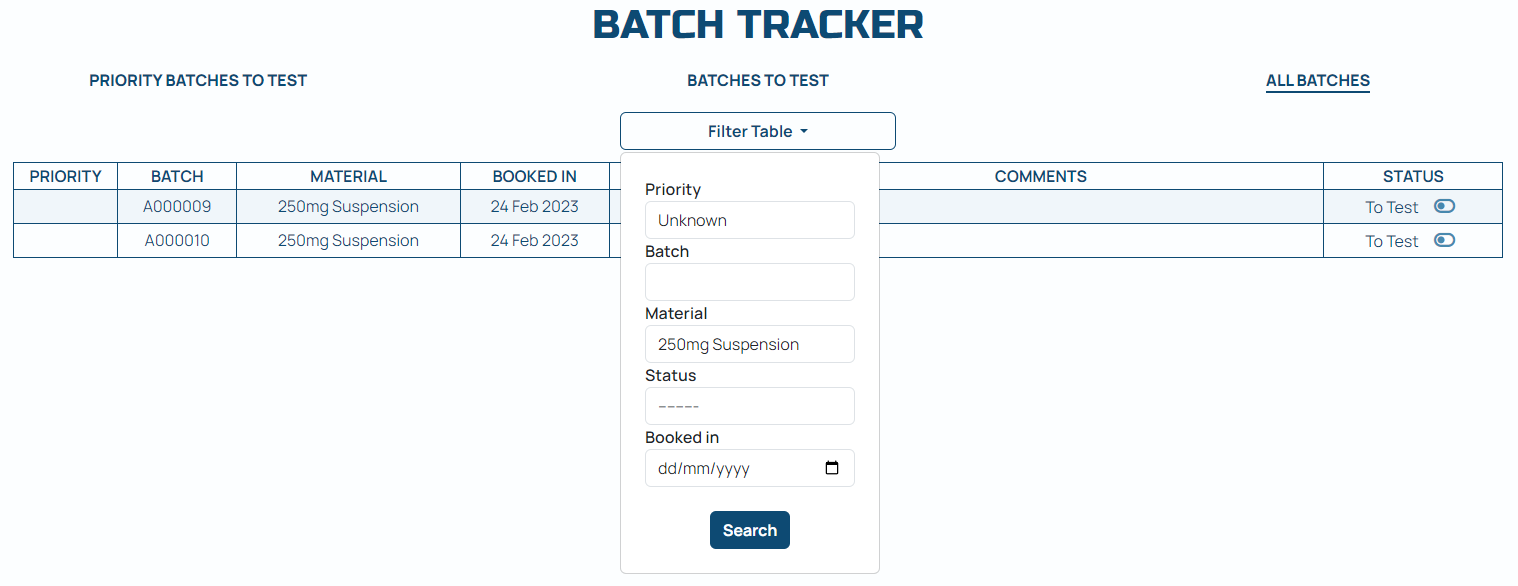 BATCH TRACKER
PRIORITY BATCHES TO TEST BATCHES TO TEST ALL BATCHES
Filter Table
PRIORITY BATCH MATERIAL BOOKED IN COMMENTS STATUS
A000009 250mg Suspension 24 Feb 2023 To Test
A000010 250mg Suspension 24 Feb 2023 To Test
Priority
Unknown
Batch
Material
250mg Suspension
Status
------
Booked in
dd/mm/yyyy
Search